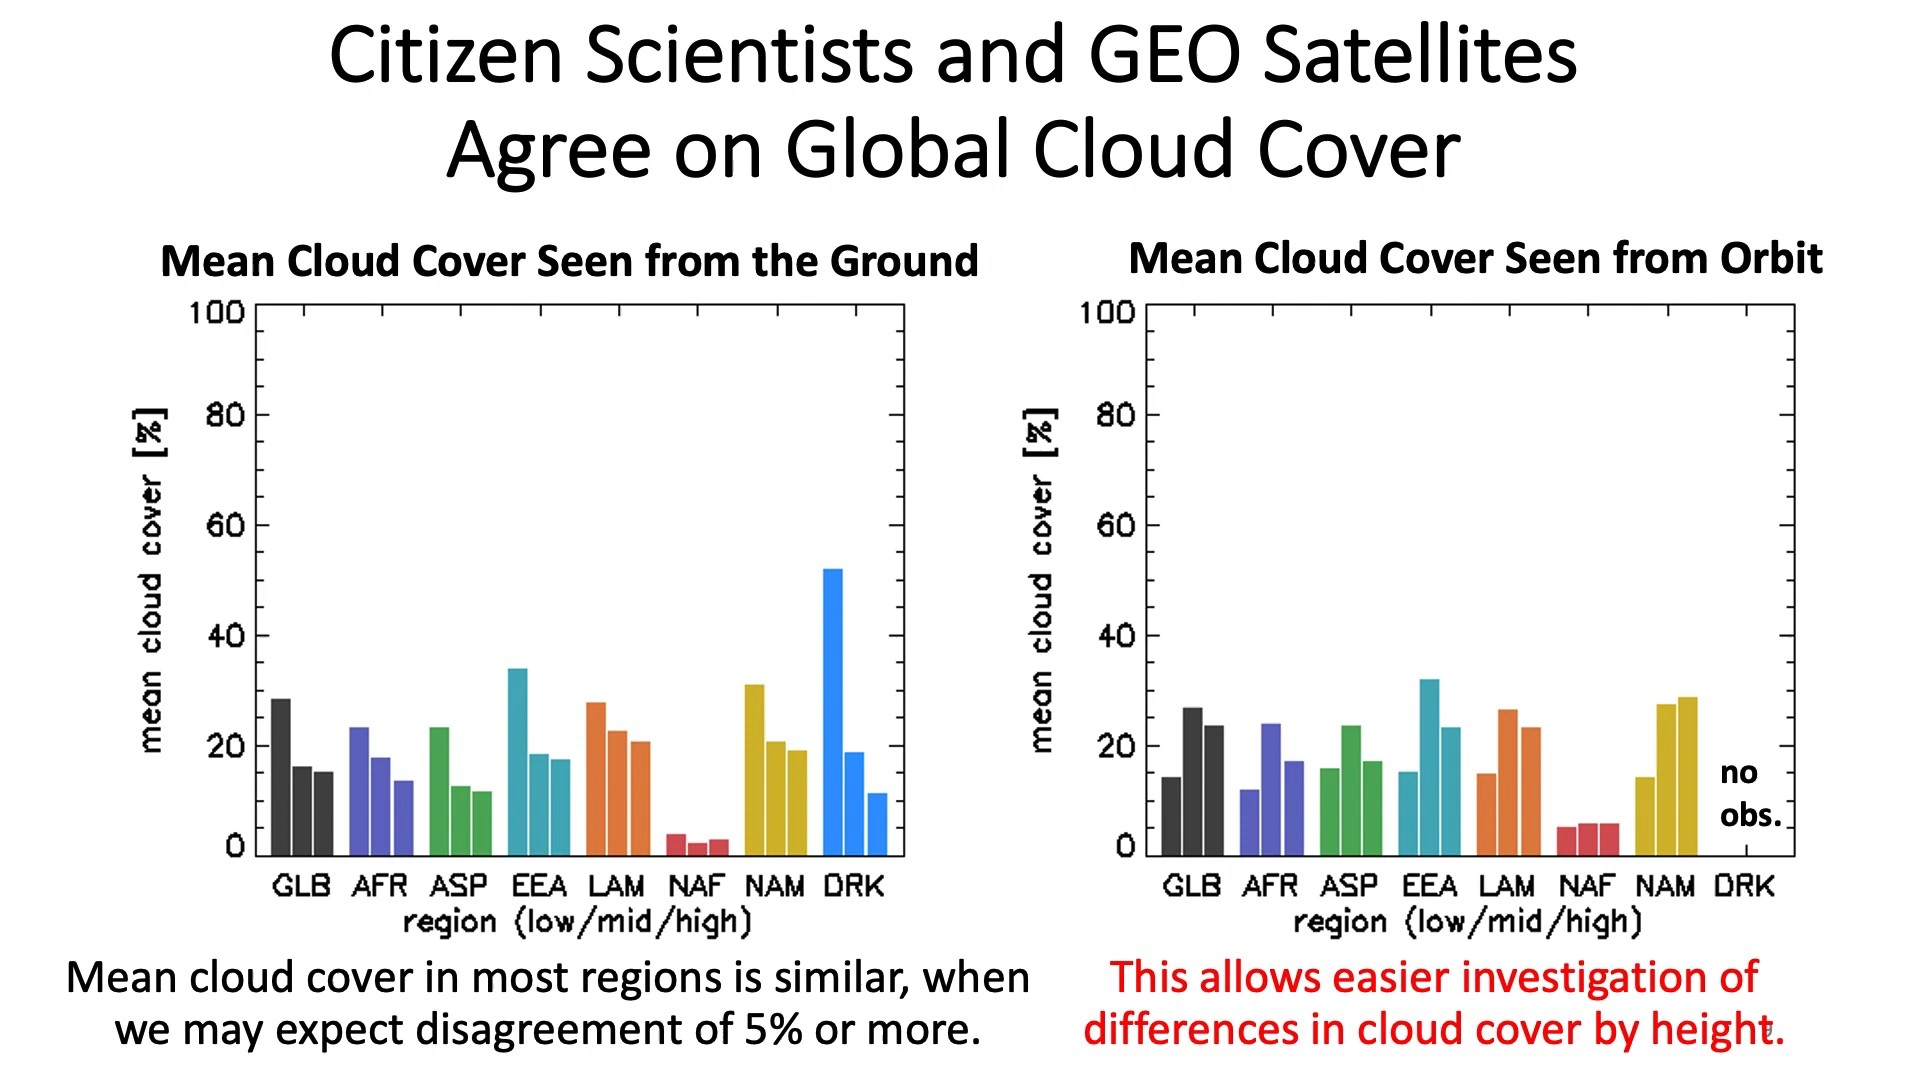 Citizen Scientists and GEO Satellites
Agree on Global Cloud Cover
Mean Cloud Cover Seen from the Ground
mean cloud cover [%]
100
80
60
40
20
0
GLB AFR ASP EEA LAM NAF NAM DRK
region (low/mid/high)
Mean Cloud Cover Seen from Orbit
mean cloud cover [%]
100
80
60
40
20
0
no
obs.
GLB AFR ASP EEA LAM NAF NAM DRK
region (low/mid/high)
Mean cloud cover in most regions is similar, when
we may expect disagreement of 5% or more.
This allows easier investigation of
differences in cloud cover by height.